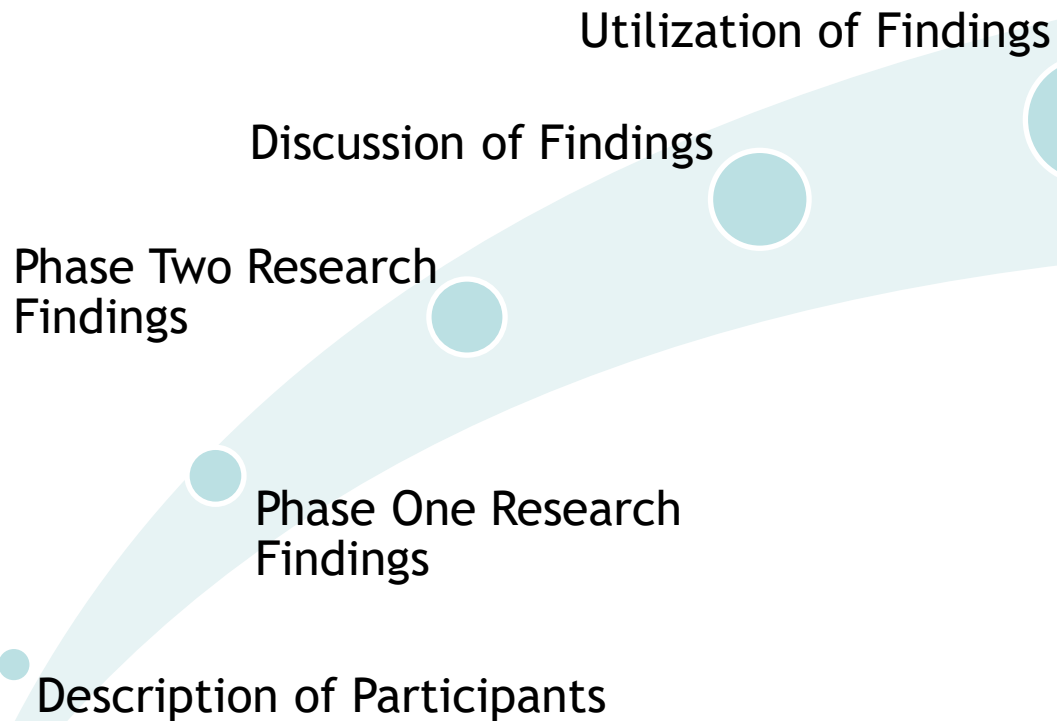 Utilization of Findings
Discussion of Findings
Phase Two Research
Findings
Phase One Research
Findings
Description of Participants